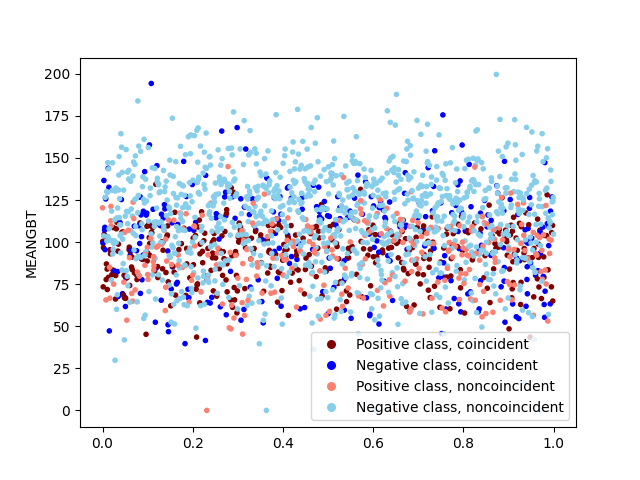 200
175
150
125
100
75
50
25
0
MEANGBT
Positive class, coincident
Negative class, coincident
Positive class, noncoincident
Negative class, noncoincident
0.0 0.2 0.4 0.6 0.8 1.0